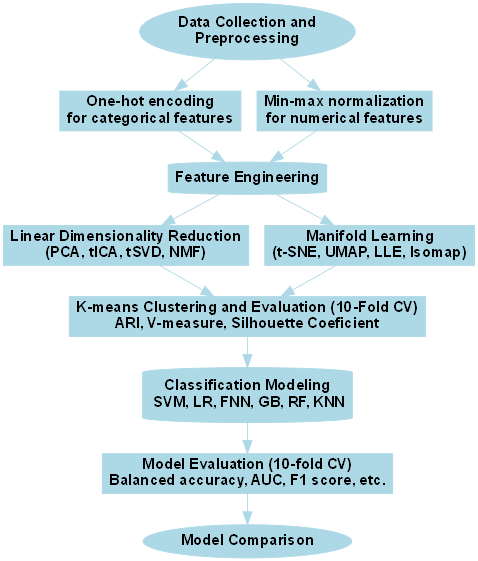 Data Collection and
Preprocessing
One-hot encoding
for categorical features
Min-max normalization
for numerical features
Feature Engineering
Linear Dimensionality Reduction
(PCA, tICA, tSVD, NMF)
Manifold Learning
(t-SNE, UMAP, LLE, Isomap)
K-means Clustering and Evaluation (10-Fold CV)
ARI, V-measure, Silhouette Coeficient
Classification Modeling
SVM, LR, FNN, GB, RF, KNN
Model Evaluation (10-fold CV)
Balanced accuracy, AUC, F1 score, etc.
Model Comparison